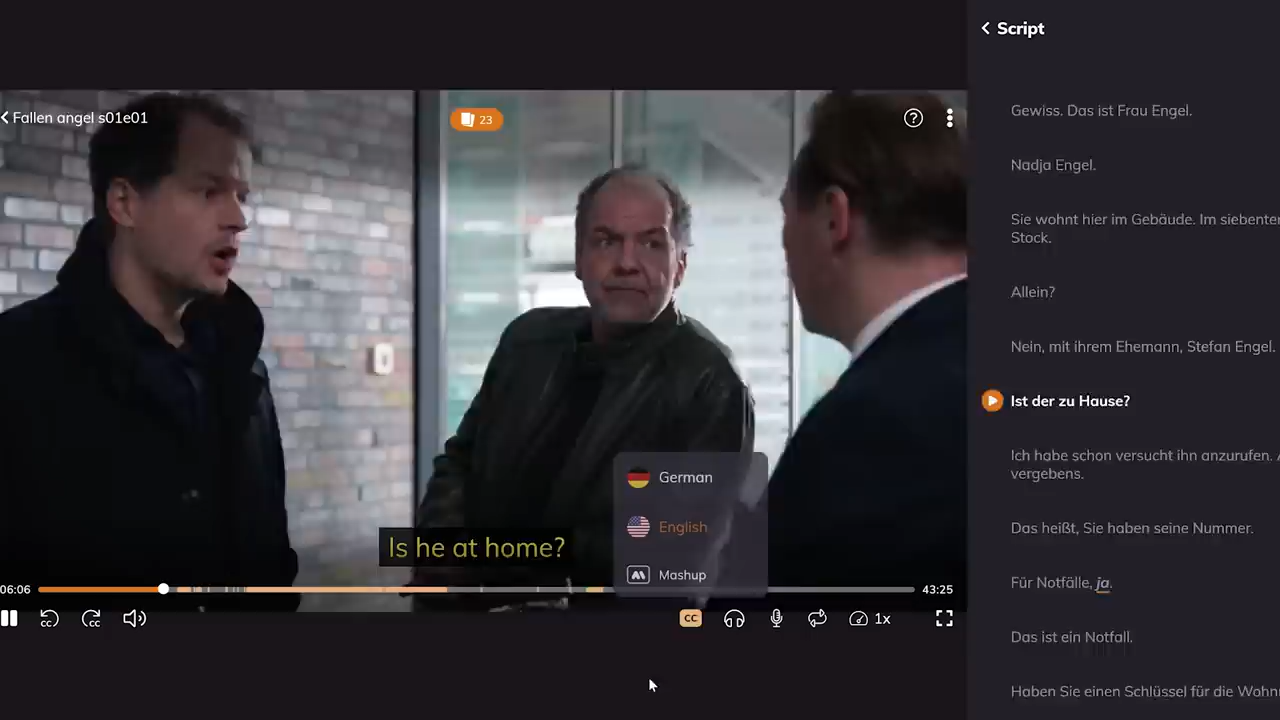 Script
Fallen angel s01e01
23
Gewiss. Das ist Frau Engel.
Nadja Engel.
Sie wohnt hier im Gebäude. Im siebenten
Stock.
Allein?
Nein, mit ihrem Ehemann, Stefan Engel.
Ist der zu Hause?
Ich habe schon versucht ihn anzurufen.
vergebens.
Das heißt, Sie haben seine Nummer.
Für Notfälle, ja.
Das ist ein Notfall.
Haben Sie einen Schlüssel für die
German
English
Mashup
Is he at home?
06:06
43:25
CC
CC
CC
1x